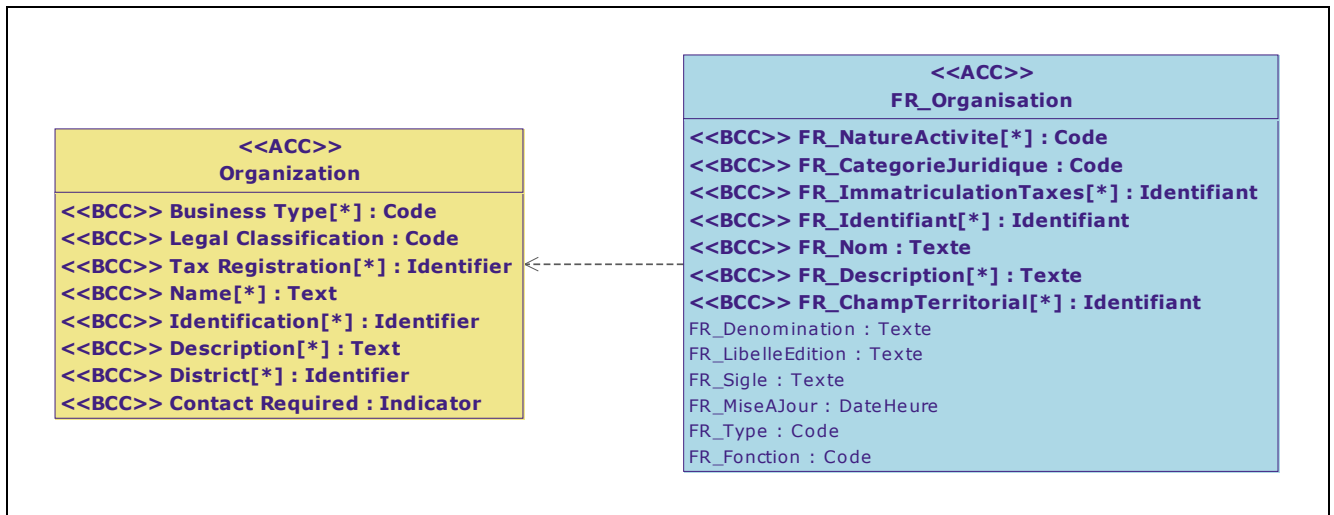 <<ACC>>
Organization
<<BCC>> Business Type[*] : Code
<<BCC>> Legal Classification : Code
<<BCC>> Tax Registration[*] : Identifier
<<BCC>> Name[*] : Text
<<BCC>> Identification[*] : Identifier
<<BCC>> Description[*] : Text
<<BCC>> District[*] : Identifier
<<BCC>> Contact Required : Indicator
<<ACC>>
FR_Organisation
<<BCC>> FR_NatureActivite[*] : Code
<<BCC>> FR_CategorieJuridique : Code
<<BCC>> FR_ImmatriculationTaxes[*] : Identifiant
<<BCC>> FR_Identifiant[*] : Identifiant
<<BCC>> FR_Nom : Texte
<<BCC>> FR_Description[*] : Texte
<<BCC>> FR_ChampTerritorial[*] : Identifiant
FR_Denomination : Texte
FR_LibelleEdition : Texte
FR_Sigle : Texte
FR_MiseAJour : DateHeure
FR_Type : Code
FR_Fonction : Code